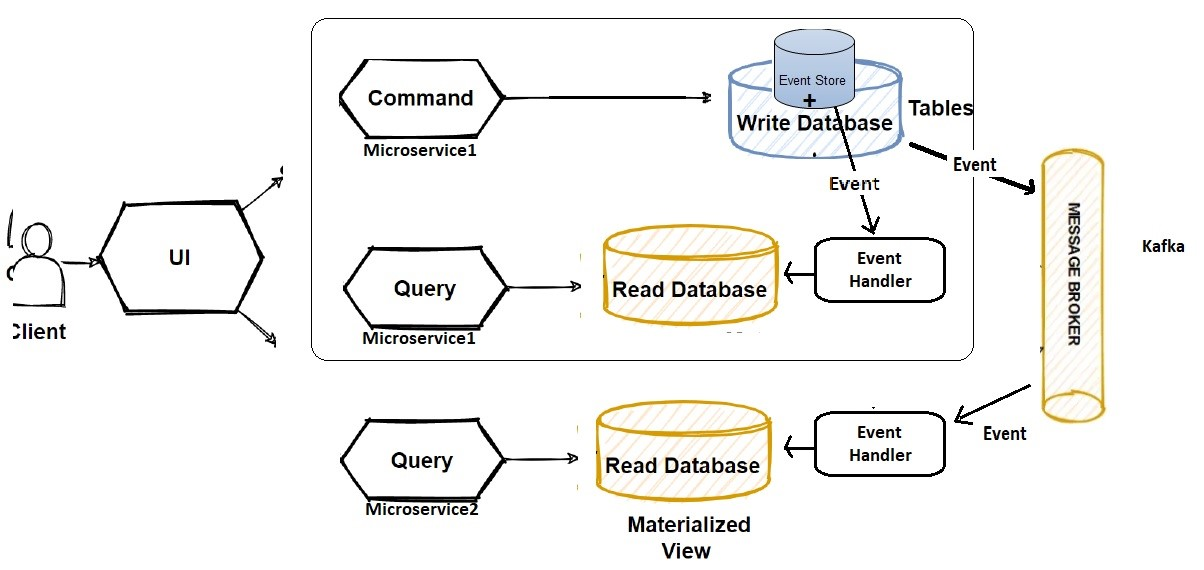 Command
Microservice1
Event Store
+
Write Database
Tables
Event
Event
UI
Client
Query
Microservice1
Read Database
Event
Handler
MESSAGE BROKER
Kafka
Query
Microservice2
Read Database
Event
Handler
Event
Materialized
View